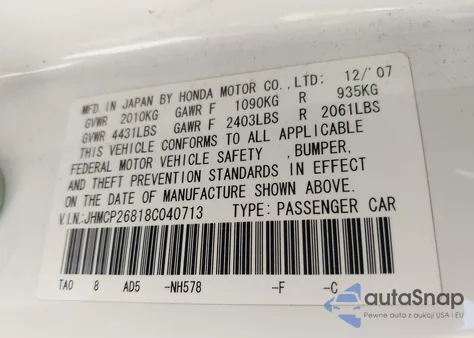 MFD. IN JAPAN BY HONDA MOTOR CO., LTD: 12/'07
GVWR 2010KG GAWR F 1090KG R 935KG
GVWR 4431LBS GAWR F 2403LBS R 2061LBS
THIS VEHICLE CONFORMS TO ALL APPLICABLE
FEDERAL MOTOR VEHICLE SAFETY , BUMPER,
AND THEFT PREVENTION STANDARDS IN EFFECT
ON THE DATE OF MANUFACTURE SHOWN ABOVE.
V.I.N.:JHMCP26818C040713 TYPE: PASSENGER CAR
TA0 8 AD5 -NH578 -F -C
autoSnap
Pewne auta z aukcji USA i EU